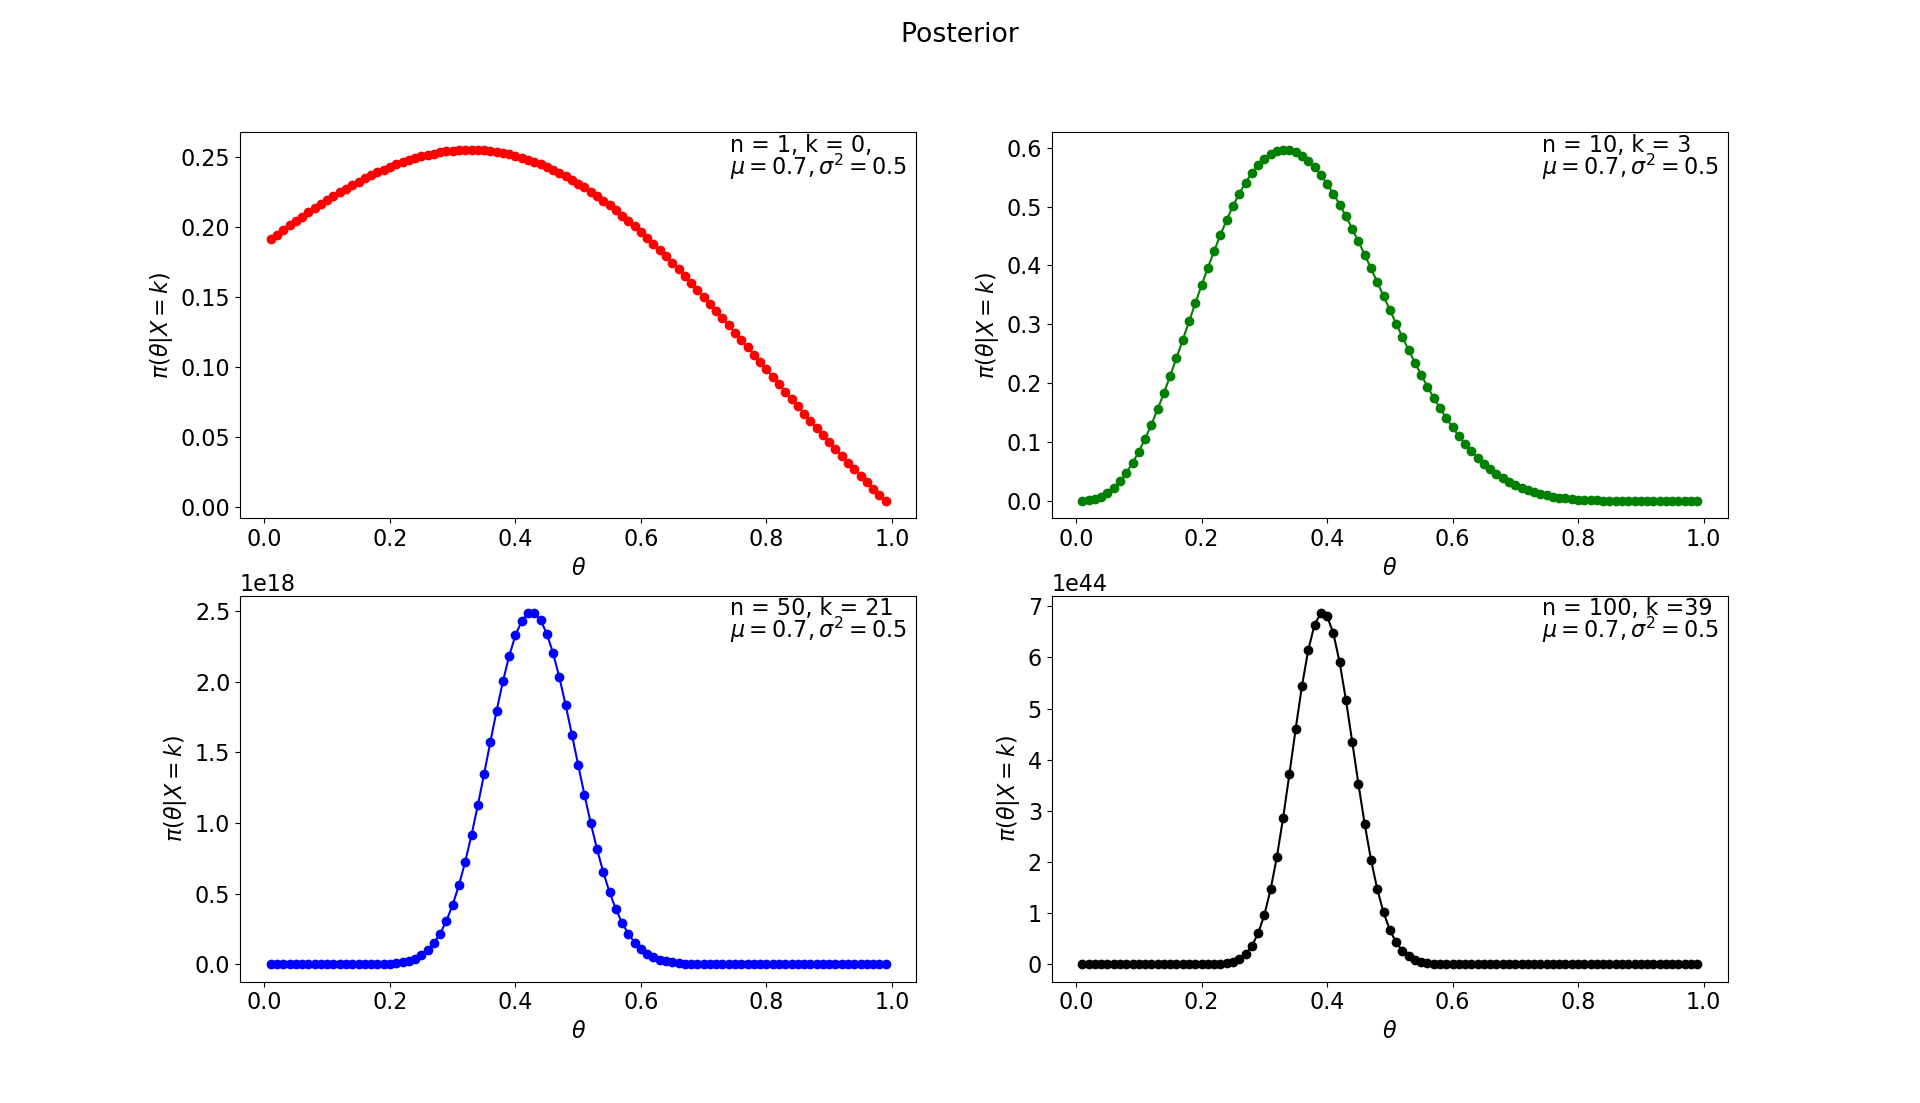 Posterior
n = 1, k = 0,
μ = 0.7, σ² = 0.5
π(θ|X = k)
0.25
0.20
0.15
0.10
0.05
0.00
0.0 0.2 0.4 0.6 0.8 1.0
θ
n = 10, k = 3
μ = 0.7, σ² = 0.5
π(θ|X = k)
0.6
0.5
0.4
0.3
0.2
0.1
0.0
0.0 0.2 0.4 0.6 0.8 1.0
θ
1e18
n = 50, k = 21
μ = 0.7, σ² = 0.5
π(θ|X = k)
2.5
2.0
1.5
1.0
0.5
0.0
0.0 0.2 0.4 0.6 0.8 1.0
θ
1e44
n = 100, k =39
μ = 0.7, σ² = 0.5
π(θ|X = k)
7
6
5
4
3
2
1
0
0.0 0.2 0.4 0.6 0.8 1.0
θ